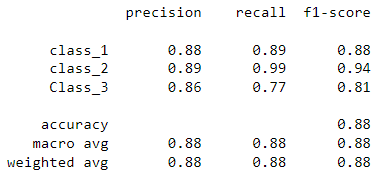 precision recall f1-score
class_1 0.88 0.89 0.88
class_2 0.89 0.99 0.94
Class_3 0.86 0.77 0.81
accuracy 0.88
macro avg 0.88 0.88 0.88
weighted avg 0.88 0.88 0.88